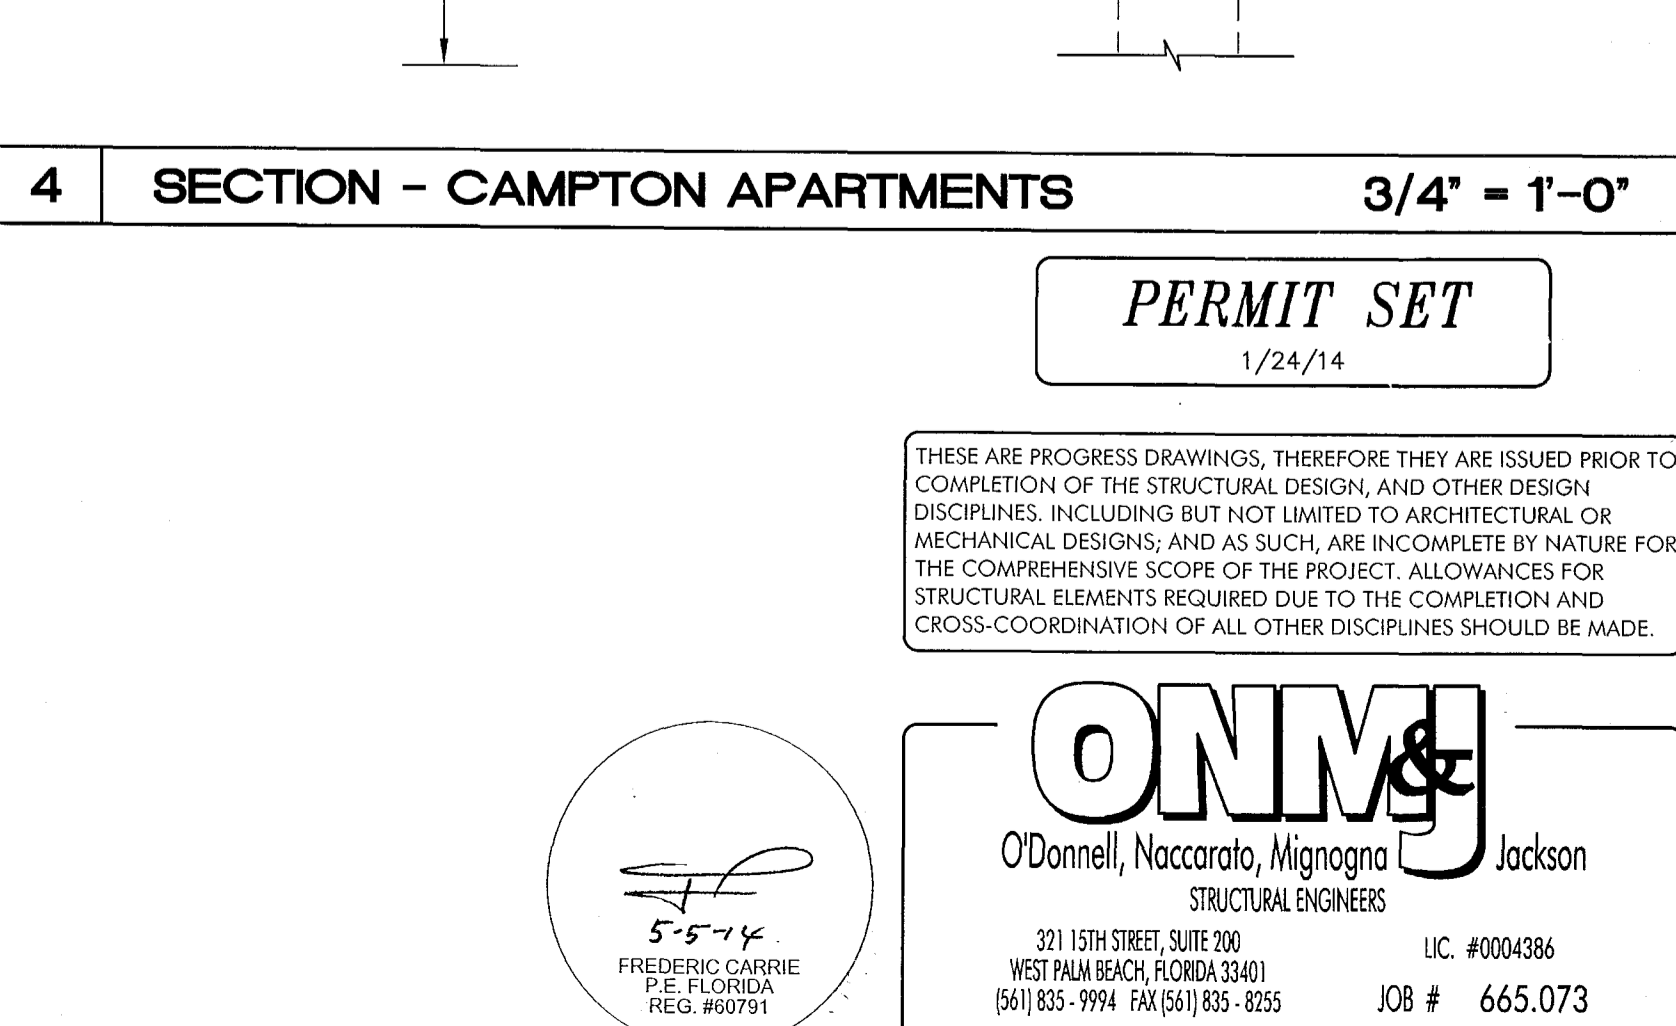 4 SECTION - CAMPTON APARTMENTS 3/4" = 1'-0"
PERMIT SET
1/24/14
THESE ARE PROGRESS DRAWINGS, THEREFORE THEY ARE ISSUED PRIOR TO
COMPLETION OF THE STRUCTURAL DESIGN, AND OTHER DESIGN
DISCIPLINES. INCLUDING BUT NOT LIMITED TO ARCHITECTURAL OR
MECHANICAL DESIGNS; AND AS SUCH, ARE INCOMPLETE BY NATURE FOR
THE COMPREHENSIVE SCOPE OF THE PROJECT. ALLOWANCES FOR
STRUCTURAL ELEMENTS REQUIRED DUE TO THE COMPLETION AND
CROSS-COORDINATION OF ALL OTHER DISCIPLINES SHOULD BE MADE.
ONM&J
O'Donnell, Naccarato, Mignogna Jackson
STRUCTURAL ENGINEERS
321 15TH STREET, SUITE 200
WEST PALM BEACH, FLORIDA 33401
(561) 835 - 9994 FAX (561) 835 - 8255
LIC. #0004386
JOB # 665.073
5-5-14
FREDERIC CARRIE
P.E. FLORIDA
REG. #60791